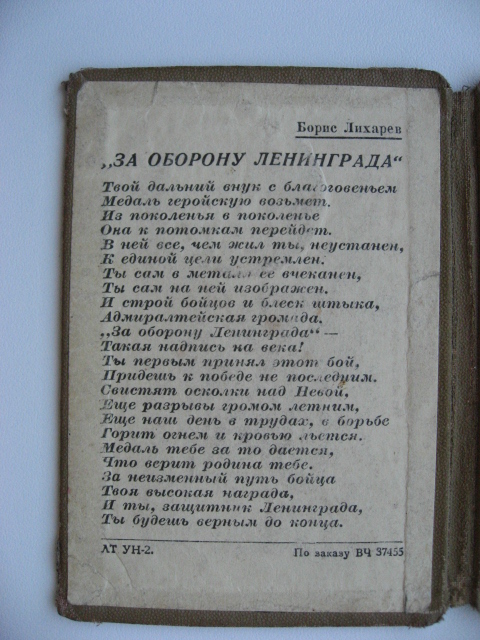 Борис Лихарев
„ЗА ОБОРОНУ ЛЕНИНГРАДА“
Твой дальний внук с благоговеньем
Медаль геройскую возьмет.
Из поколенья в поколенье
Она к потомкам перейдет.
В ней все, чем жил ты, неустанен,
К единой цели устремлен.
Ты сам в металл ее вчеканен,
Ты сам на ней изображен.
И строй бойцов и блеск штыка,
Адмиралтейская громада.
„За оборону Ленинграда“ —
Такая надпись на века!
Ты первым принял этот бой,
Придешь к победе не последним.
Свистят осколки над Невой,
Еще разрывы громом летним,
Еще наш день в трудах, в борьбе
Горит огнем и кровью льется.
Медаль тебе за то дается,
Что верит родина тебе.
За неизменный путь бойца
Твоя высокая награда,
И ты, защитник Ленинграда,
Ты будешь верным до конца.
АТ УН-2. По заказу ВЧ 37455